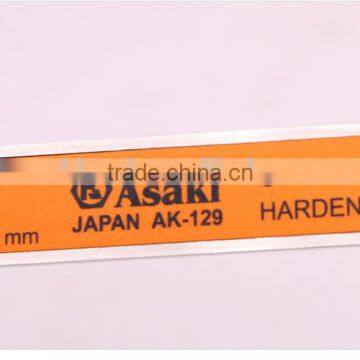 trade.china.com
Asaki
JAPAN AK-129
HARDEN
mm